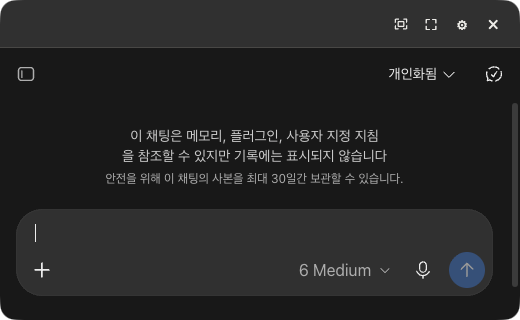 개인화됨
이 채팅은 메모리, 플러그인, 사용자 지정 지침
을 참조할 수 있지만 기록에는 표시되지 않습니다
안전을 위해 이 채팅의 사본을 최대 30일간 보관할 수 있습니다.
6 Medium